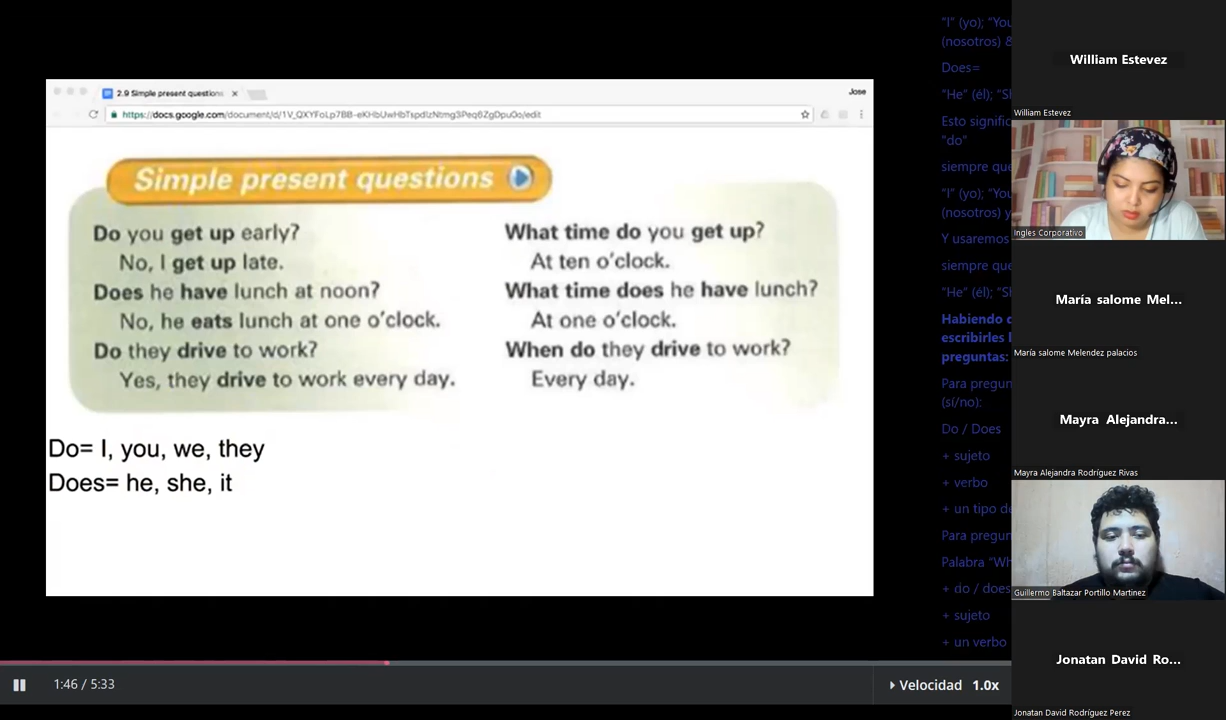 2.9 Simple present questions
Jose
https://docs.google.com/document/d/1V_QXYFoLp7BB-eKHbUwHbTspdIzNtmg3Peq6ZgDpu0o/edit
Simple present questions
Do you get up early?
No, I get up late.
Does he have lunch at noon?
No, he eats lunch at one o'clock.
Do they drive to work?
Yes, they drive to work every day.
What time do you get up?
At ten o'clock.
What time does he have lunch?
At one o'clock.
When do they drive to work?
Every day.
Do= I, you, we, they
Does= he, she, it
1:46 / 5:33
Velocidad 1.0x
"I" (yo); "You
(nosotros) &
Does=
"He" (él); "S
Esto signific
"do"
siempre que
"I" (yo); "You
(nosotros) y
Y usaremos
siempre que
"He" (él); "S
Habiendo
escribirles
preguntas:
Para pregun
(sí/no):
Do / Does
+ sujeto
+ verbo
+ un tipo de
Para pregun
Palabra "Wh
+ do / does
+ sujeto
+ un verbo
William Estevez
William Estevez
Ingles Corporativo
María salome Mel...
María salome Melendez palacios
Mayra Alejandra...
Mayra Alejandra Rodríguez Rivas
Guillermo Baltazar Portillo Martinez
Jonatan David Ro...
Jonatan David Rodríguez Perez